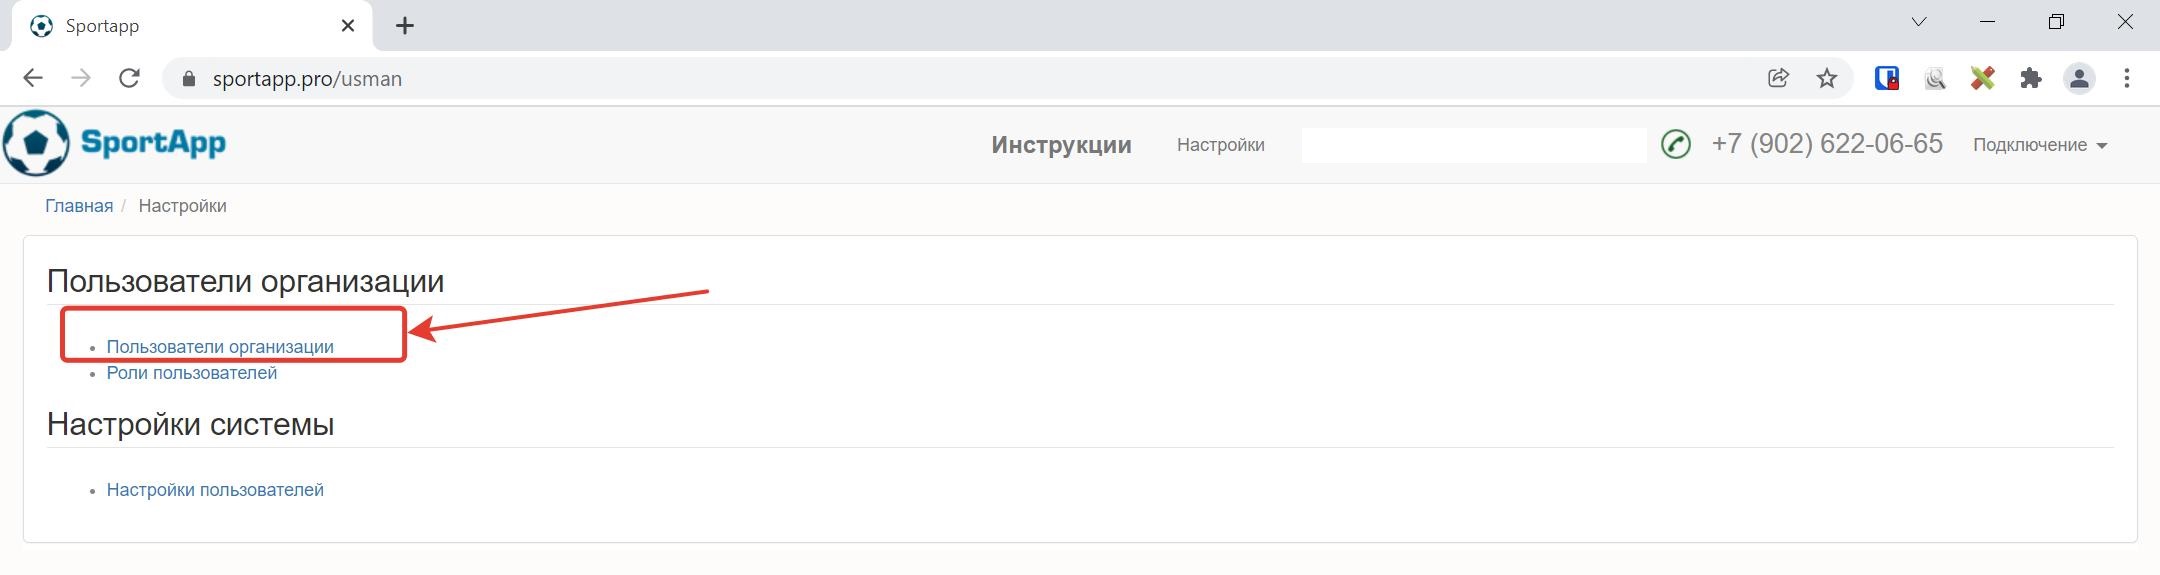 Sportapp
sportapp.pro/usman
SportApp
Инструкции Настройки +7 (902) 622-06-65 Подключение
Главная / Настройки
Пользователи организации
Пользователи организации
Роли пользователей
Настройки системы
Настройки пользователей